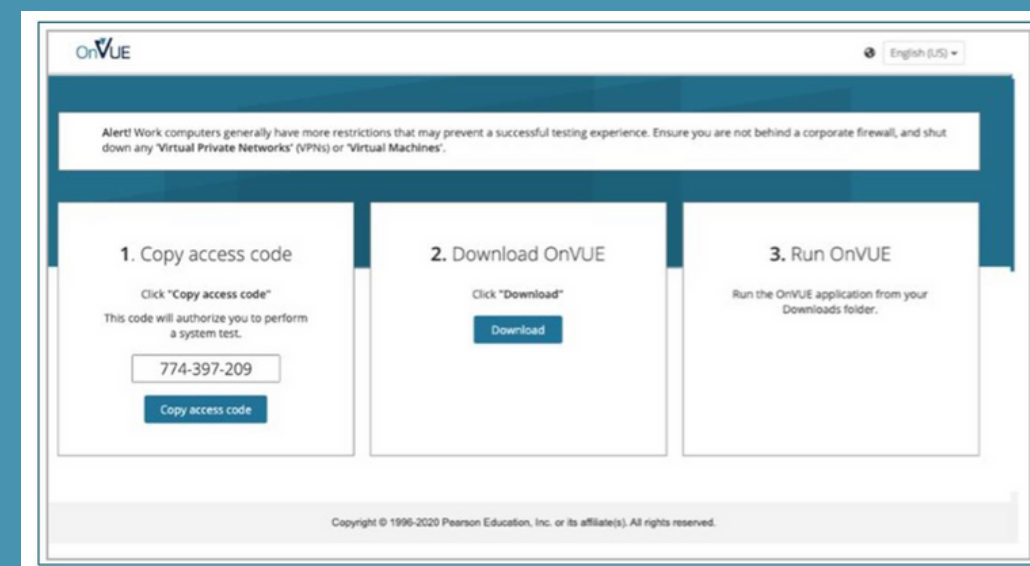 OnVUE
English (US)
Alert! Work computers generally have more restrictions that may prevent a successful testing experience. Ensure you are not behind a corporate firewall, and shut
down any 'Virtual Private Networks' (VPNs) or 'Virtual Machines'.
1. Copy access code
Click "Copy access code"
This code will authorize you to perform
a system test.
774-397-209
Copy access code
2. Download OnVUE
Click "Download"
Download
3. Run OnVUE
Run the OnVUE application from your
Downloads folder.
Copyright © 1996-2020 Pearson Education, Inc. or its affiliate(s). All rights reserved.